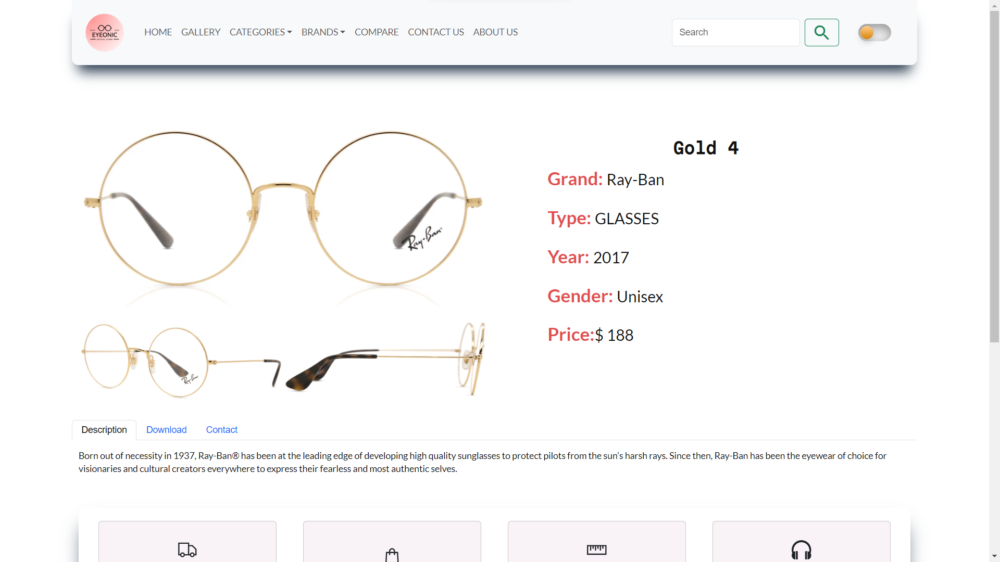 EYEONIC
HOME GALLERY CATEGORIES BRANDS COMPARE CONTACT US ABOUT US
Search
Gold 4
Grand: Ray-Ban
Type: GLASSES
Year: 2017
Gender: Unisex
Price:$ 188
Ray-Ban
Ray-Ban
Description Download Contact
Born out of necessity in 1937, Ray-Ban® has been at the leading edge of developing high quality sunglasses to protect pilots from the sun's harsh rays. Since then, Ray-Ban has been the eyewear of choice for
visionaries and cultural creators everywhere to express their fearless and most authentic selves.